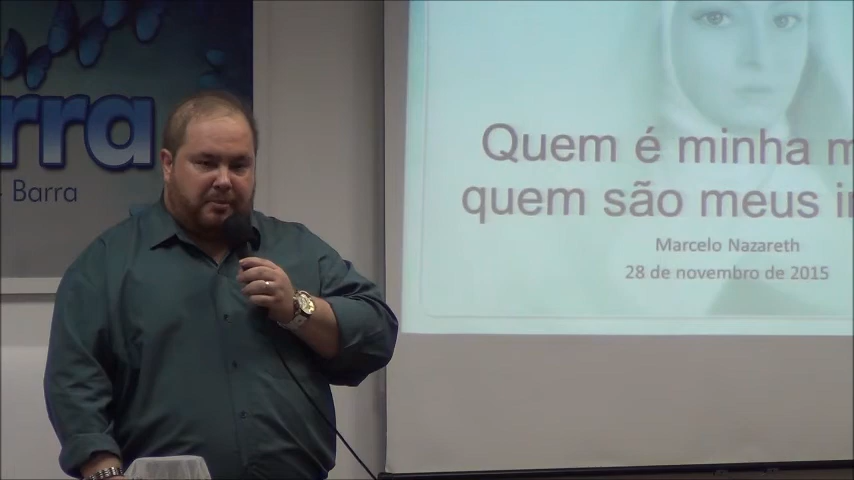 rra
- Barra
Quem é minha m
quem são meus i
Marcelo Nazareth
28 de novembro de 2015